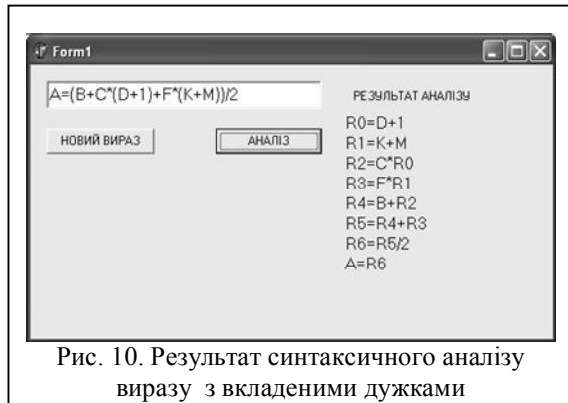 Form1
A=(B+C*(D+1)+F*(K+M))/2
РЕЗУЛЬТАТ АНАЛІЗУ
НОВИЙ ВИРАЗ
АНАЛІЗ
R0=D+1
R1=K+M
R2=C*R0
R3=F*R1
R4=B+R2
R5=R4+R3
R6=R5/2
A=R6
Рис. 10. Результат синтаксичного аналізу
виразу з вкладеними дужками